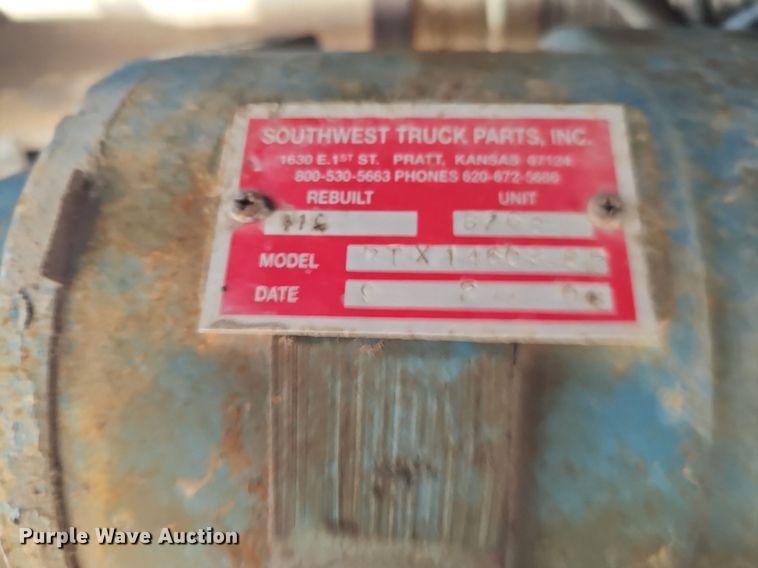 SOUTHWEST TRUCK PARTS, INC.
1630 E. 1ST ST. PRATT, KANSAS 67124
800-530-5663 PHONES 620-672-5686
REBUILT UNIT
MODEL
DATE
Purple Wave Auction